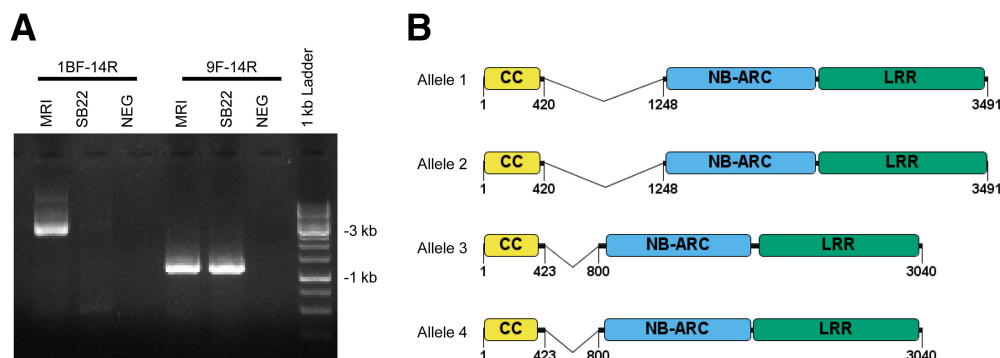 A
1BF-14R 9F-14R
MRI SB22 NEG MRI SB22 NEG 1 kb Ladder
-3 kb
-1 kb
B
Allele 1 CC NB-ARC LRR
1 420 1248 3491
Allele 2 CC NB-ARC LRR
1 420 1248 3491
Allele 3 CC NB-ARC LRR
1 423 800 3040
Allele 4 CC NB-ARC LRR
1 423 800 3040